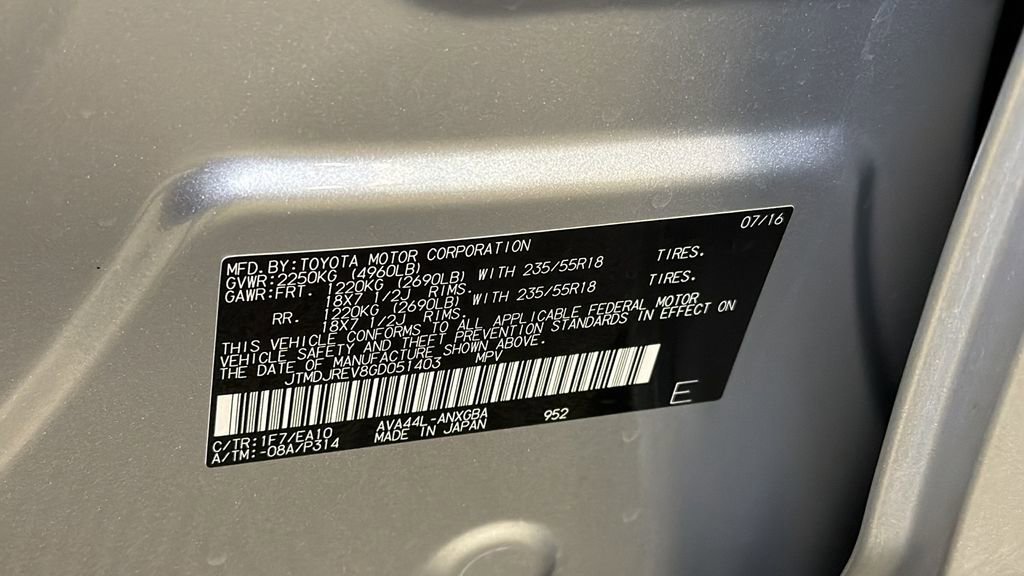 07/16
MFD.BY:TOYOTA MOTOR CORPORATION
GVWR:2250KG (4960LB)
GAWR:FRT. 1220KG (2690LB) WITH 235/55R18 TIRES.
18X7 1/2J RIMS.
RR. 1220KG (2690LB) WITH 235/55R18 TIRES.
18X7 1/2J RIMS.
THIS VEHICLE CONFORMS TO ALL APPLICABLE FEDERAL MOTOR
VEHICLE SAFETY AND THEFT PREVENTION STANDARDS IN EFFECT ON
THE DATE OF MANUFACTURE SHOWN ABOVE.
JTMDJREV8GD051403 MPV
C/TR:1F7/EA10 AVA44L-ANXGBA 952
A/TM:-08A/P314 MADE IN JAPAN
E